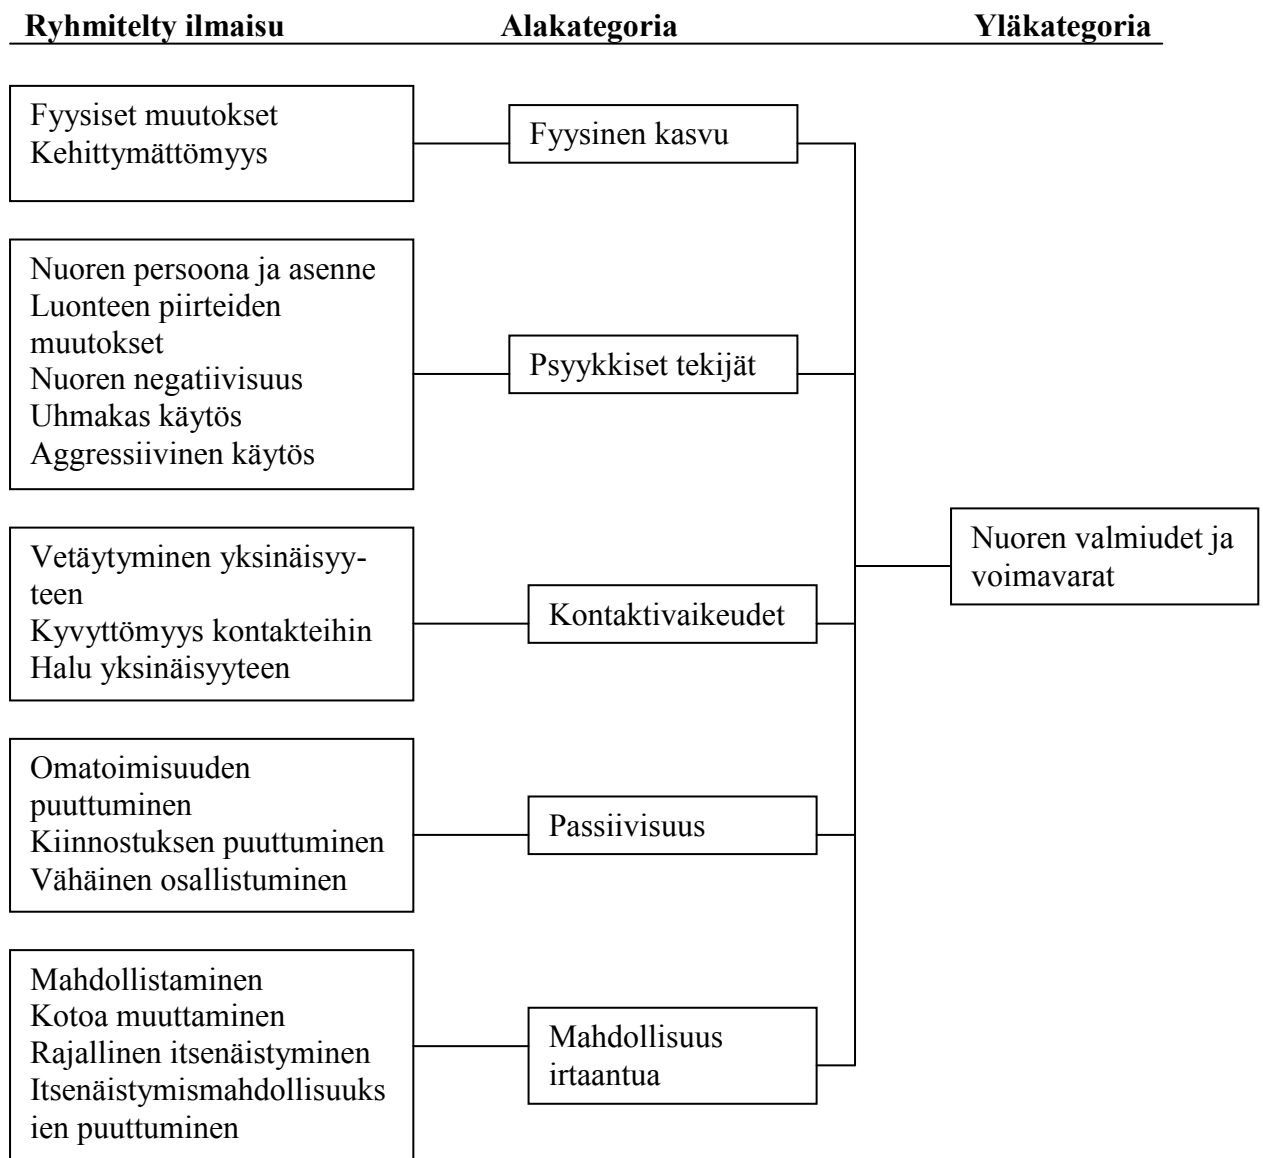 Ryhmitelty ilmaisu Alakategoria Yläkategoria
Fyysiset muutokset
Kehittymättömyys
Fyysinen kasvu
Nuoren persoona ja asenne
Luonteen piirteiden
muutokset
Nuoren negatiivisuus
Uhmakas käytös
Aggressiivinen käytös
Psyykkiset tekijät
Vetäytyminen yksinäisyy-
teen
Kyvyttömyys kontakteihin
Halu yksinäisyyteen
Kontaktivaikeudet
Nuoren valmiudet ja
voimavarat
Omatoimisuuden
puuttuminen
Kiinnostuksen puuttuminen
Vähäinen osallistuminen
Passiivisuus
Mahdollistaminen
Kotoa muuttaminen
Rajallinen itsenäistyminen
Itsenäistymismahdollisuuks
ien puuttuminen
Mahdollisuus
irtaantua